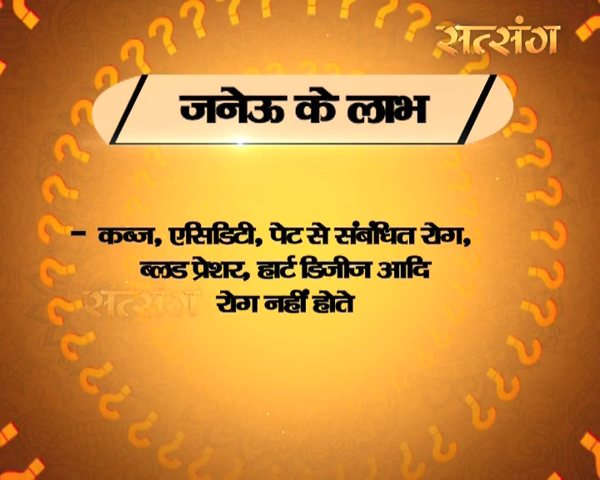 सत्संग
जनेऊ के लाभ
- कब्ज, एसिडिटी, पेट से संबंधित रोग,
ब्लड प्रेशर, हार्ट डिजीज आदि
सत्संग रोग नहीं होते